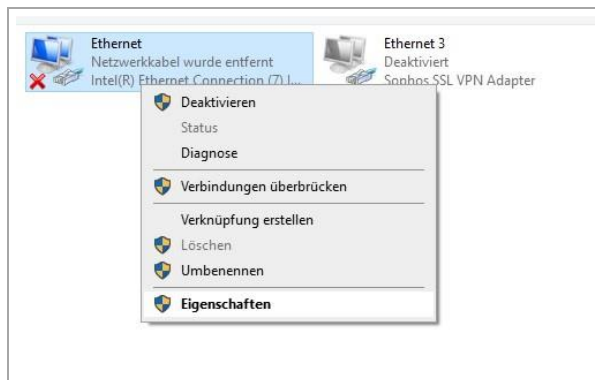 Ethernet
Netzwerkkabel wurde entfernt
Intel(R) Ethernet Connection (7) I...
Ethernet 3
Deaktiviert
Sophos SSL VPN Adapter
Deaktivieren
Status
Diagnose
Verbindungen überbrücken
Verknüpfung erstellen
Löschen
Umbenennen
Eigenschaften